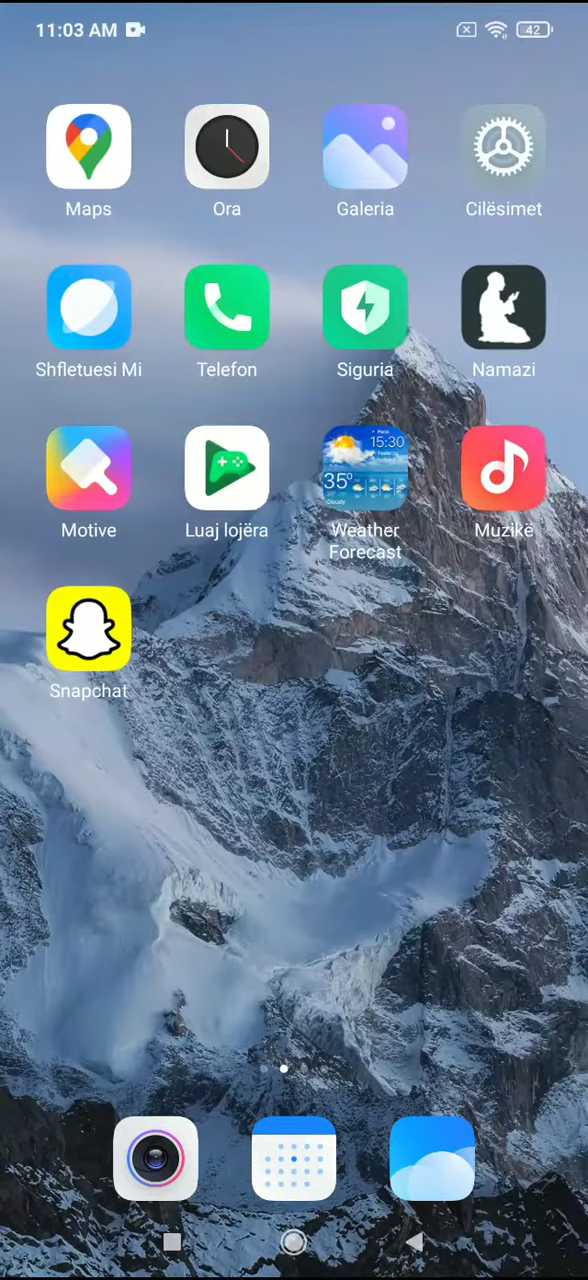 11:03 AM
42
Maps
Ora
Galeria
Cilësimet
Shfletuesi Mi
Telefon
Siguria
Namazi
Motive
Luaj lojëra
15:30
35°
Cloudy
Weather
Forecast
Muzikë
Snapchat